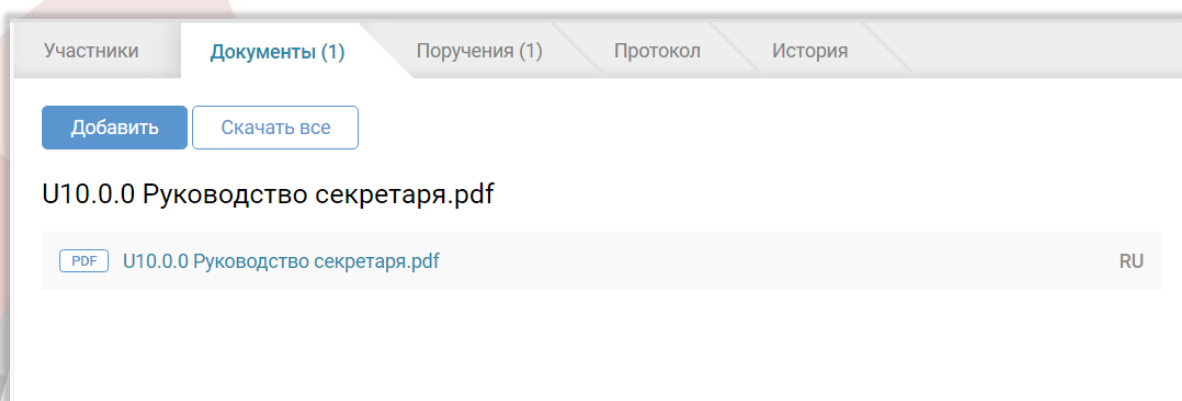 Участники Документы (1) Поручения (1) Протокол История
Добавить Скачать все
U10.0.0 Руководство секретаря.pdf
PDF U10.0.0 Руководство секретаря.pdf RU